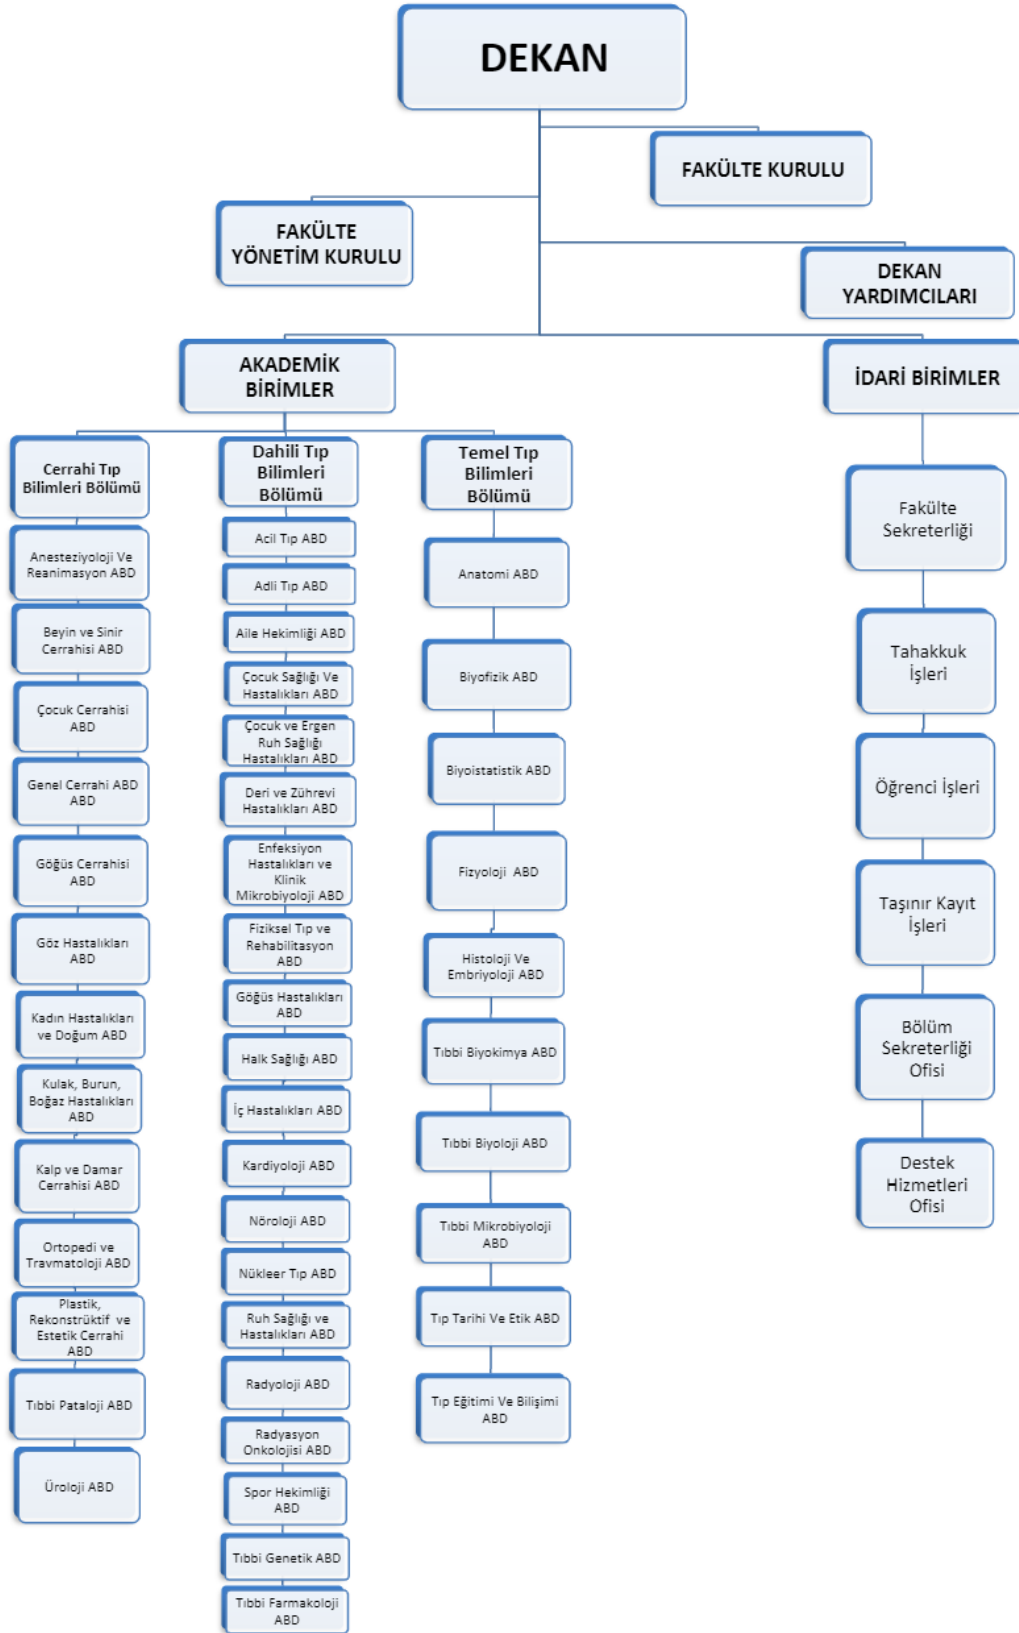 DEKAN
FAKÜLTE KURULU
FAKÜLTE
YÖNETİM KURULU
DEKAN
YARDIMCILARI
AKADEMİK
BİRİMLER
İDARİ BİRİMLER
Cerrahi Tıp
Bilimleri Bölümü
Anesteziyoloji Ve
Reanimasyon ABD
Beyin ve Sinir
Cerrahisi ABD
Çocuk Cerrahisi
ABD
Genel Cerrahi ABD
ABD
Göğüs Cerrahisi
ABD
Göz Hastalıkları
ABD
Kadın Hastalıkları
ve Doğum ABD
Kulak, Burun,
Boğaz Hastalıkları
ABD
Kalp ve Damar
Cerrahisi ABD
Ortopedi ve
Travmatoloji ABD
Plastik,
Rekonstrüktif ve
Estetik Cerrahi
ABD
Tıbbi Pataloji ABD
Üroloji ABD
Dahili Tıp
Bilimleri
Bölümü
Acil Tıp ABD
Adli Tıp ABD
Aile Hekimliği ABD
Çocuk Sağlığı Ve
Hastalıkları ABD
Çocuk ve Ergen
Ruh Sağlığı
Hastalıkları ABD
Deri ve Zührevi
Hastalıkları ABD
Enfeksiyon
Hastalıkları ve
Klinik
Mikrobiyoloji ABD
Fiziksel Tıp ve
Rehabilitasyon
ABD
Göğüs Hastalıkları
ABD
Halk Sağlığı ABD
İç Hastalıkları ABD
Kardiyoloji ABD
Nöroloji ABD
Nükleer Tıp ABD
Ruh Sağlığı ve
Hastalıkları ABD
Radyoloji ABD
Radyasyon
Onkolojisi ABD
Spor Hekimliği
ABD
Tıbbi Genetik ABD
Tıbbi Farmakoloji
ABD
Temel Tıp
Bilimleri
Bölümü
Anatomi ABD
Biyofizik ABD
Biyoistatistik ABD
Fizyoloji ABD
Histoloji Ve
Embriyoloji ABD
Tıbbi Biyokimya ABD
Tıbbi Biyoloji ABD
Tıbbi Mikrobiyoloji
ABD
Tıp Tarihi Ve Etik ABD
Tıp Eğitimi Ve Bilişimi
ABD
Fakülte
Sekreterliği
Tahakkuk
İşleri
Öğrenci İşleri
Taşınır Kayıt
İşleri
Bölüm
Sekreterliği
Ofisi
Destek
Hizmetleri
Ofisi